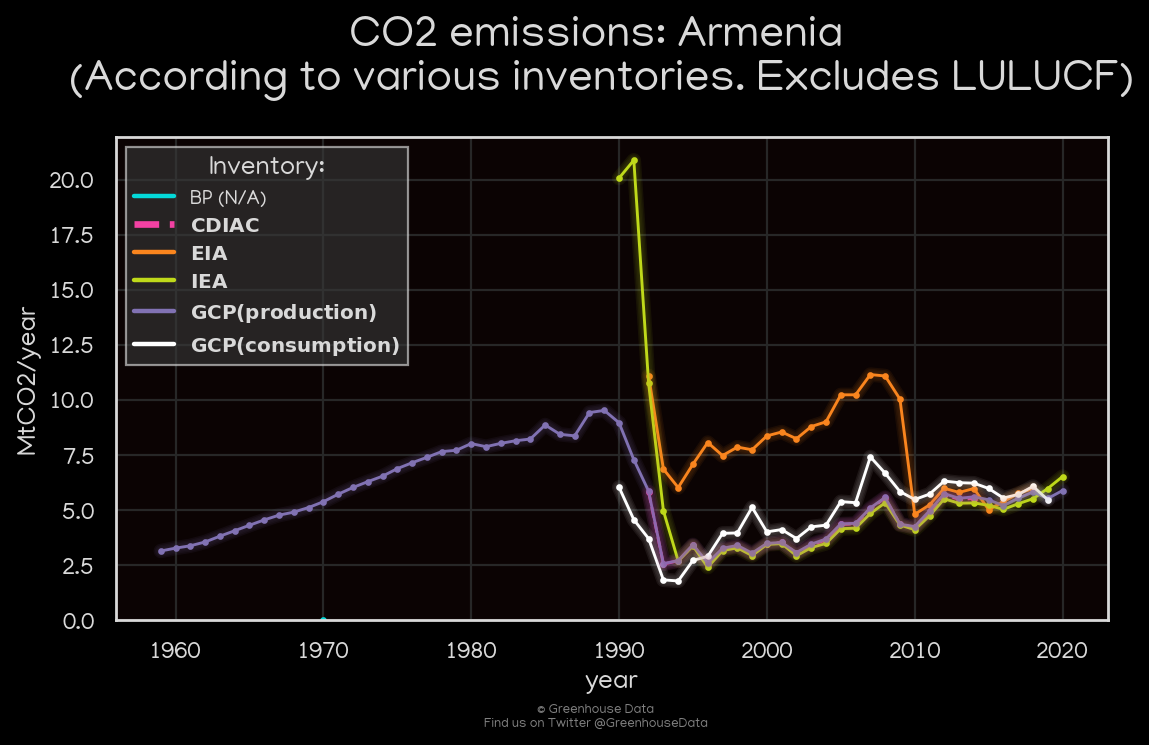 CO2 emissions: Armenia
(According to various inventories. Excludes LULUCF)
Inventory:
BP (N/A)
CDIAC
EIA
IEA
GCP(production)
GCP(consumption)
MtCO2/year
20.0
17.5
15.0
12.5
10.0
7.5
5.0
2.5
0.0
1960 1970 1980 1990 2000 2010 2020
year
© Greenhouse Data
Find us on Twitter @GreenhouseData